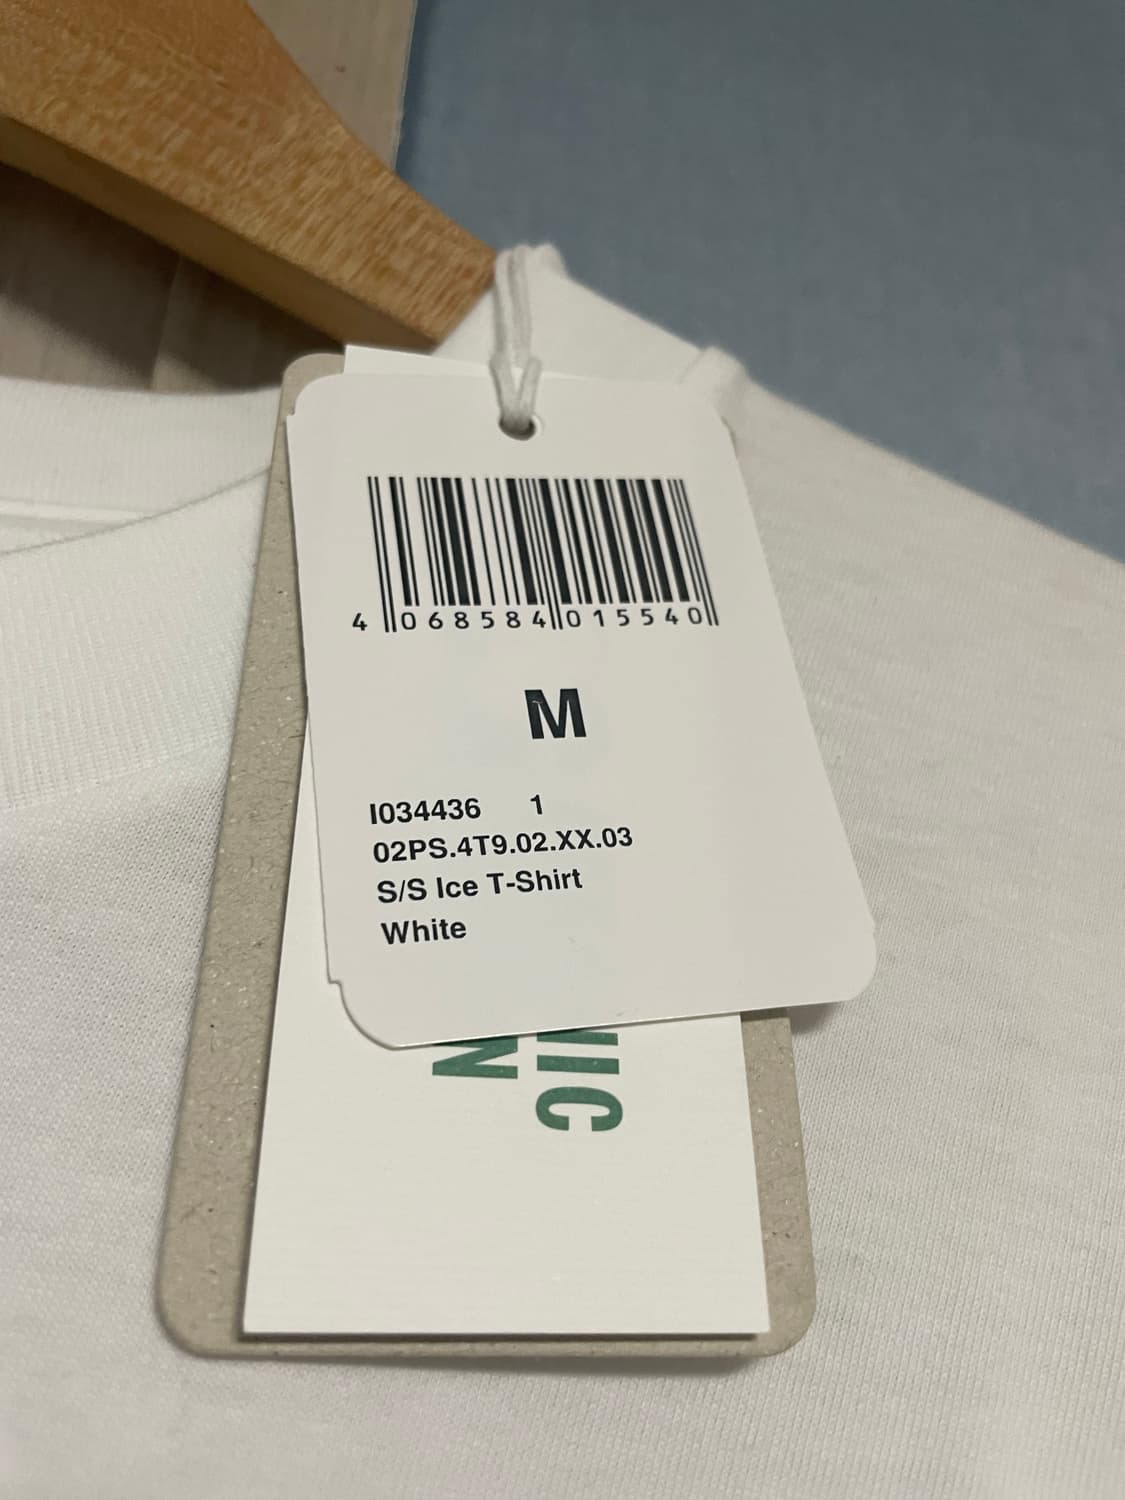 4 068584 015540
M
I034436 1
02PS.4T9.02.XX.03
S/S Ice T-Shirt
White